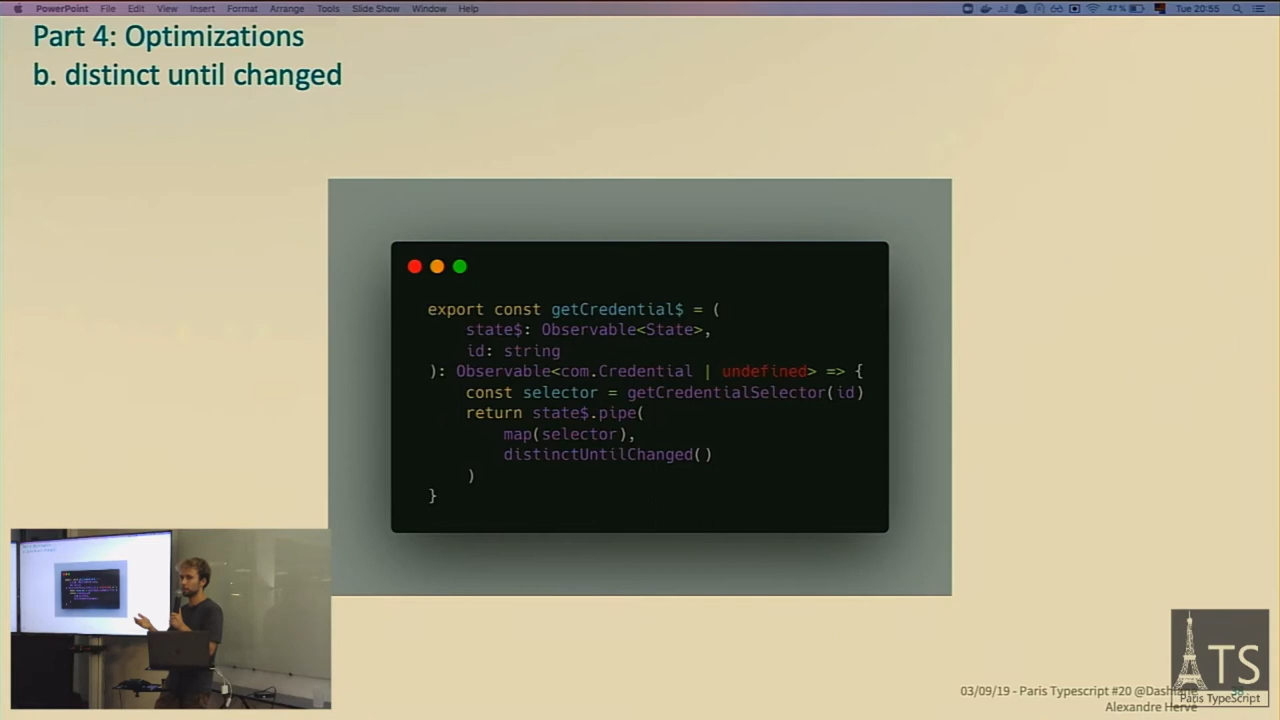 PowerPoint File Edit View Insert Format Arrange Tools Slide Show Window Help 47% Tue 20:55
Part 4: Optimizations
b. distinct until changed
export const getCredential$ = (
state$: Observable<State>,
id: string
): Observable<com.Credential | undefined> => {
const selector = getCredentialSelector(id)
return state$.pipe(
map(selector),
distinctUntilChanged()
)
}
TS
Paris TypeScript
03/09/19 - Paris Typescript #20
Alexandre Hervé